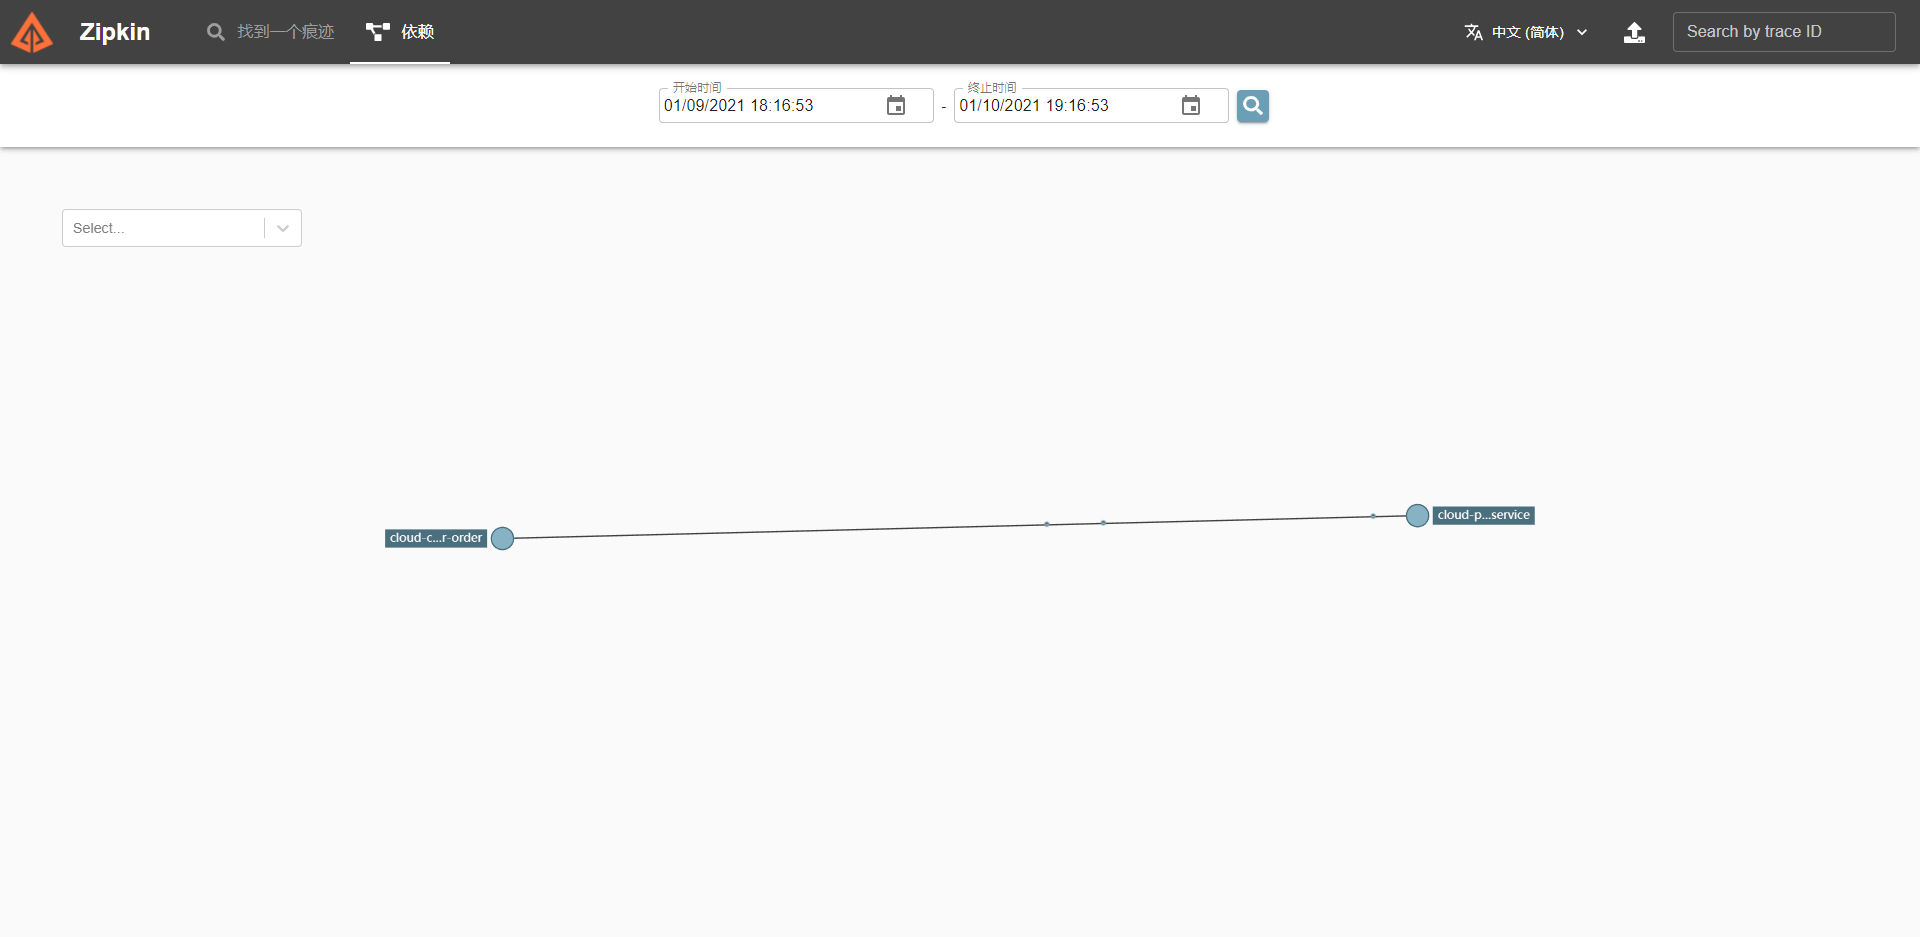 Zipkin 找到一个痕迹 依赖 中文 (简体) Search by trace ID
开始时间 终止时间
01/09/2021 18:16:53 - 01/10/2021 19:16:53
Select...
cloud-p...service
cloud-c...r-order